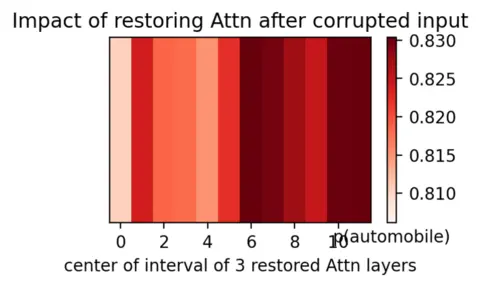 Impact of restoring Attn after corrupted input
0.830
0.825
0.820
0.815
0.810
0 2 4 6 8 10
p(automobile)
center of interval of 3 restored Attn layers